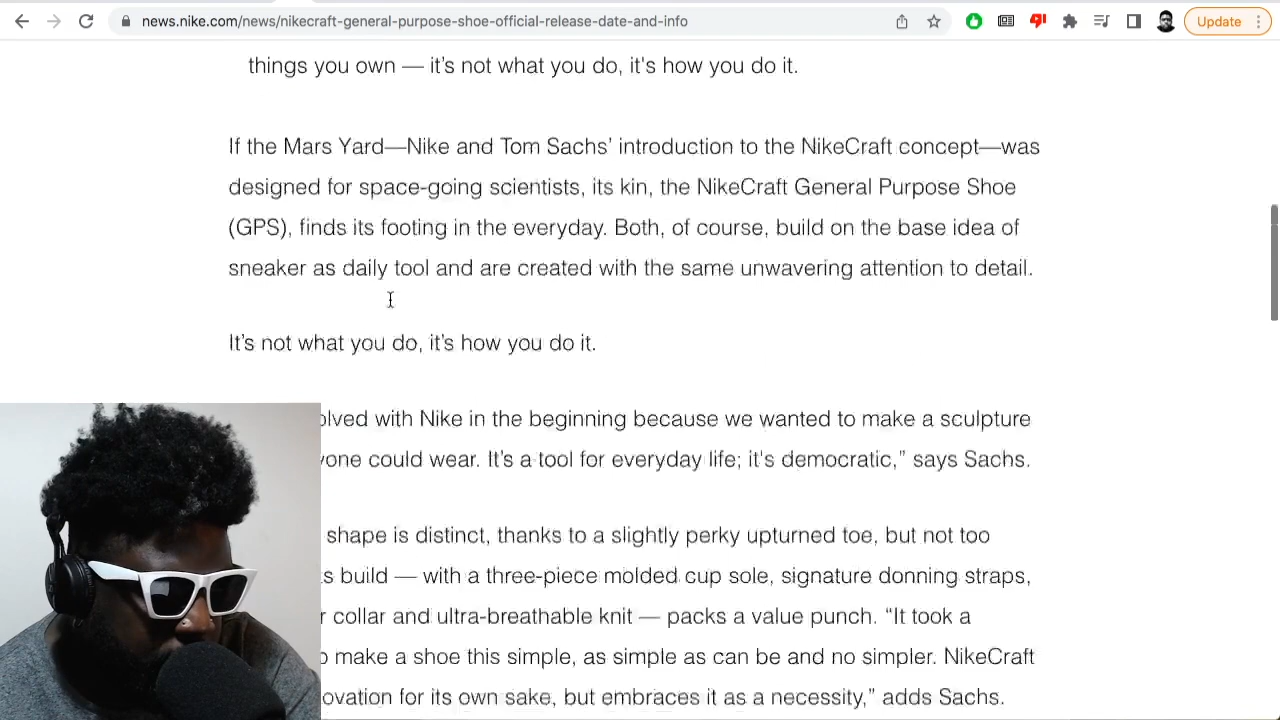 news.nike.com/news/nikecraft-general-purpose-shoe-official-release-date-and-info
Update
things you own — it’s not what you do, it's how you do it.
If the Mars Yard—Nike and Tom Sachs’ introduction to the NikeCraft concept—was
designed for space-going scientists, its kin, the NikeCraft General Purpose Shoe
(GPS), finds its footing in the everyday. Both, of course, build on the base idea of
sneaker as daily tool and are created with the same unwavering attention to detail.
It’s not what you do, it’s how you do it.
with Nike in the beginning because we wanted to make a sculpture
could wear. It’s a tool for everyday life; it's democratic,” says Sachs.
shape is distinct, thanks to a slightly perky upturned toe, but not too
build — with a three-piece molded cup sole, signature donning straps,
collar and ultra-breathable knit — packs a value punch. “It took a
make a shoe this simple, as simple as can be and no simpler. NikeCraft
for its own sake, but embraces it as a necessity,” adds Sachs.